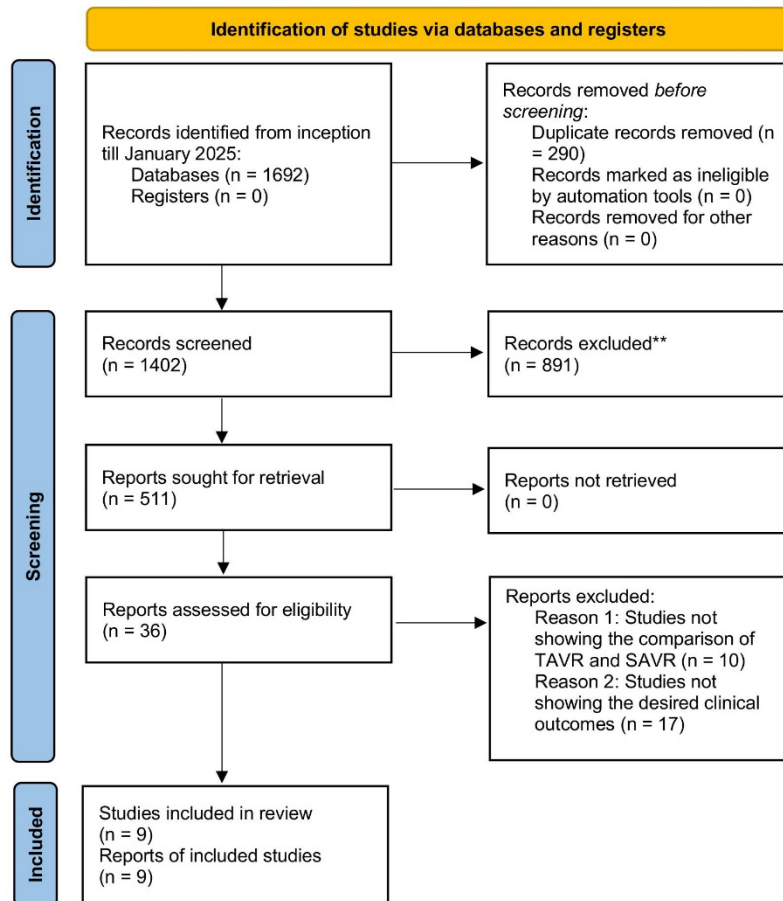 Identification of studies via databases and registers
Identification
Records identified from inception
till January 2025:
Databases (n = 1692)
Registers (n = 0)
Records removed before
screening:
Duplicate records removed (n
= 290)
Records marked as ineligible
by automation tools (n = 0)
Records removed for other
reasons (n = 0)
Screening
Records screened
(n = 1402)
Records excluded**
(n = 891)
Reports sought for retrieval
(n = 511)
Reports not retrieved
(n = 0)
Reports assessed for eligibility
(n = 36)
Reports excluded:
Reason 1: Studies not
showing the comparison of
TAVR and SAVR (n = 10)
Reason 2: Studies not
showing the desired clinical
outcomes (n = 17)
Included
Studies included in review
(n = 9)
Reports of included studies
(n = 9)